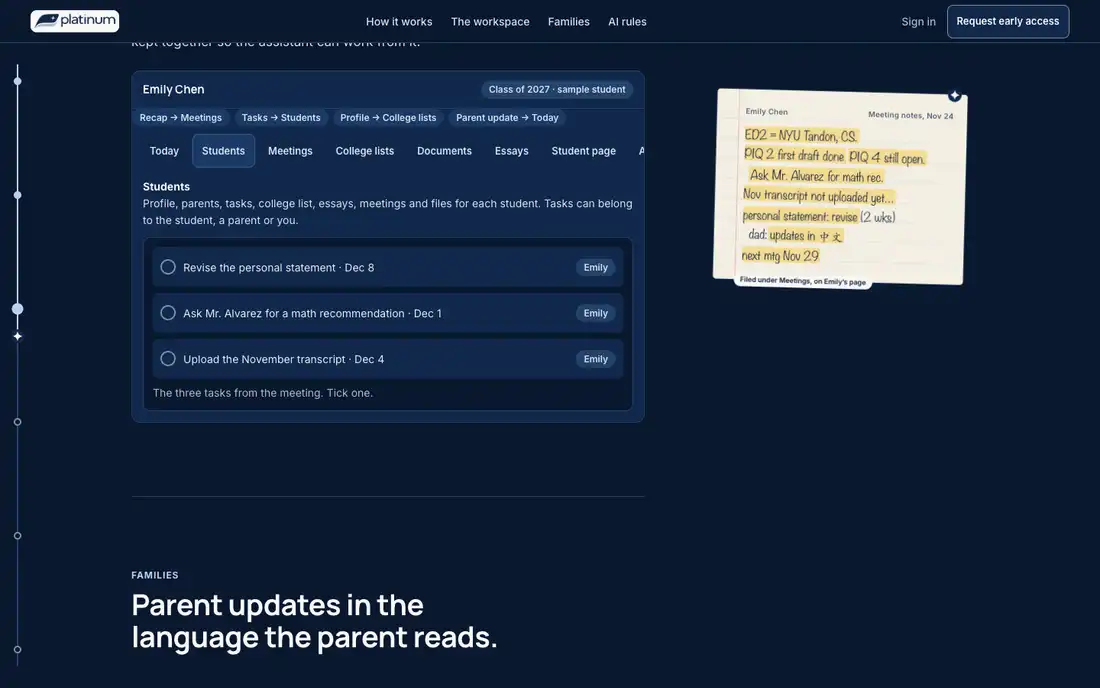 platinum
How it works
The workspace
Families
AI rules
Sign in
Request early access
kept together so the assistant can work from it.
Emily Chen
Class of 2027 · sample student
Recap → Meetings
Tasks → Students
Profile → College lists
Parent update → Today
Today
Students
Meetings
College lists
Documents
Essays
Student page
A
Students
Profile, parents, tasks, college list, essays, meetings and files for each student. Tasks can belong
to the student, a parent or you.
Revise the personal statement · Dec 8
Emily
Ask Mr. Alvarez for a math recommendation · Dec 1
Emily
Upload the November transcript · Dec 4
Emily
The three tasks from the meeting. Tick one.
Emily Chen
Meeting notes, Nov 24
ED2 = NYU Tandon, CS.
PIQ 2 first draft done. PIQ 4 still open.
Ask Mr. Alvarez for math rec.
Nov transcript not uploaded yet…
personal statement: revise (2 wks)
dad: updates in 中文
next mtg Nov 29
Filed under Meetings, on Emily's page
FAMILIES
Parent updates in the
language the parent reads.